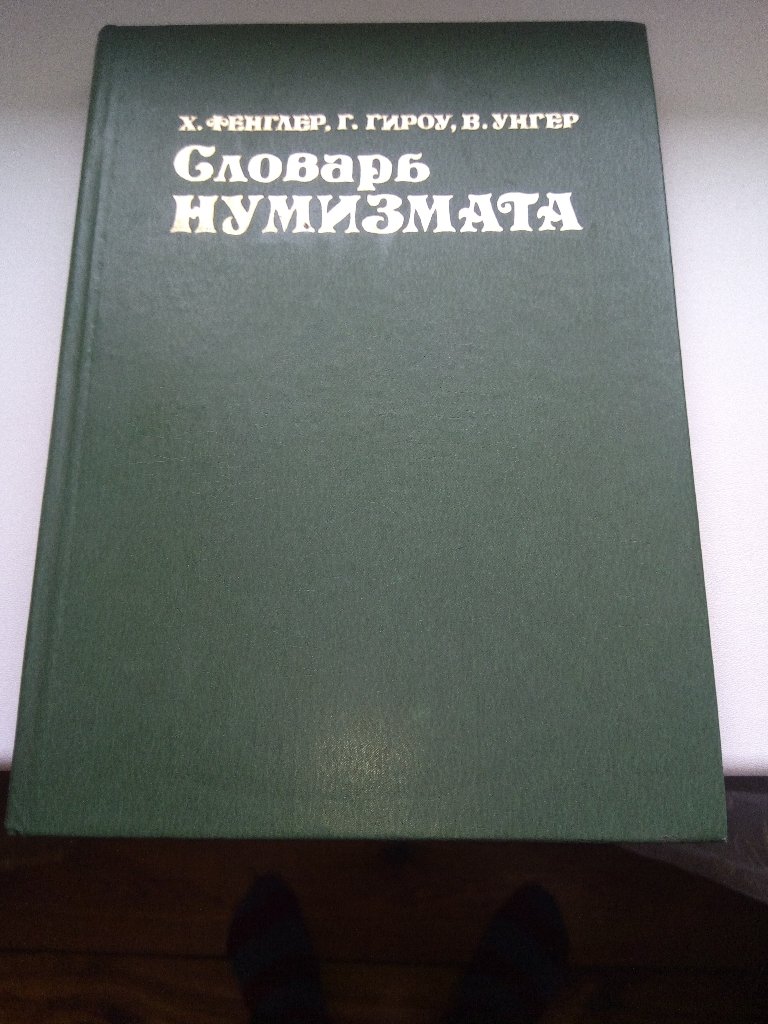 Х. ФЕНГЛЕР, Г. ГИРОУ, В. УНГЕР
Словарь
НУМИЗМАТА